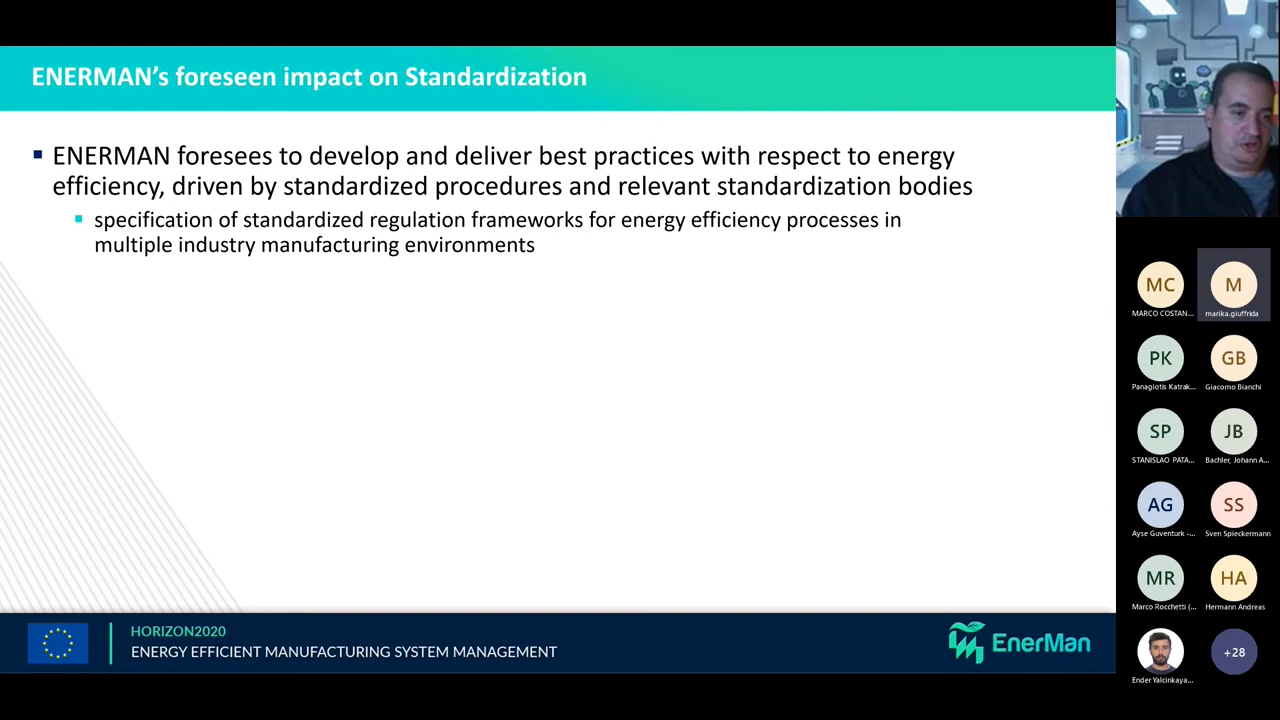 ENERMAN’s foreseen impact on Standardization
ENERMAN foresees to develop and deliver best practices with respect to energy
efficiency, driven by standardized procedures and relevant standardization bodies
specification of standardized regulation frameworks for energy efficiency processes in
multiple industry manufacturing environments
HORIZON2020
ENERGY EFFICIENT MANUFACTURING SYSTEM MANAGEMENT
EnerMan
MC
M
MARCO COSTAN...
marika.giuffrida
PK
GB
Panagiotis Katrak...
Giacomo Bianchi
SP
JB
STANISLAO PATA...
Bachler, Johann A...
AG
SS
Ayse Guventurk -...
Sven Spieckermann
MR
HA
Marco Rocchetti (...
Hermann Andreas
+28
Ender Yalcinkaya...